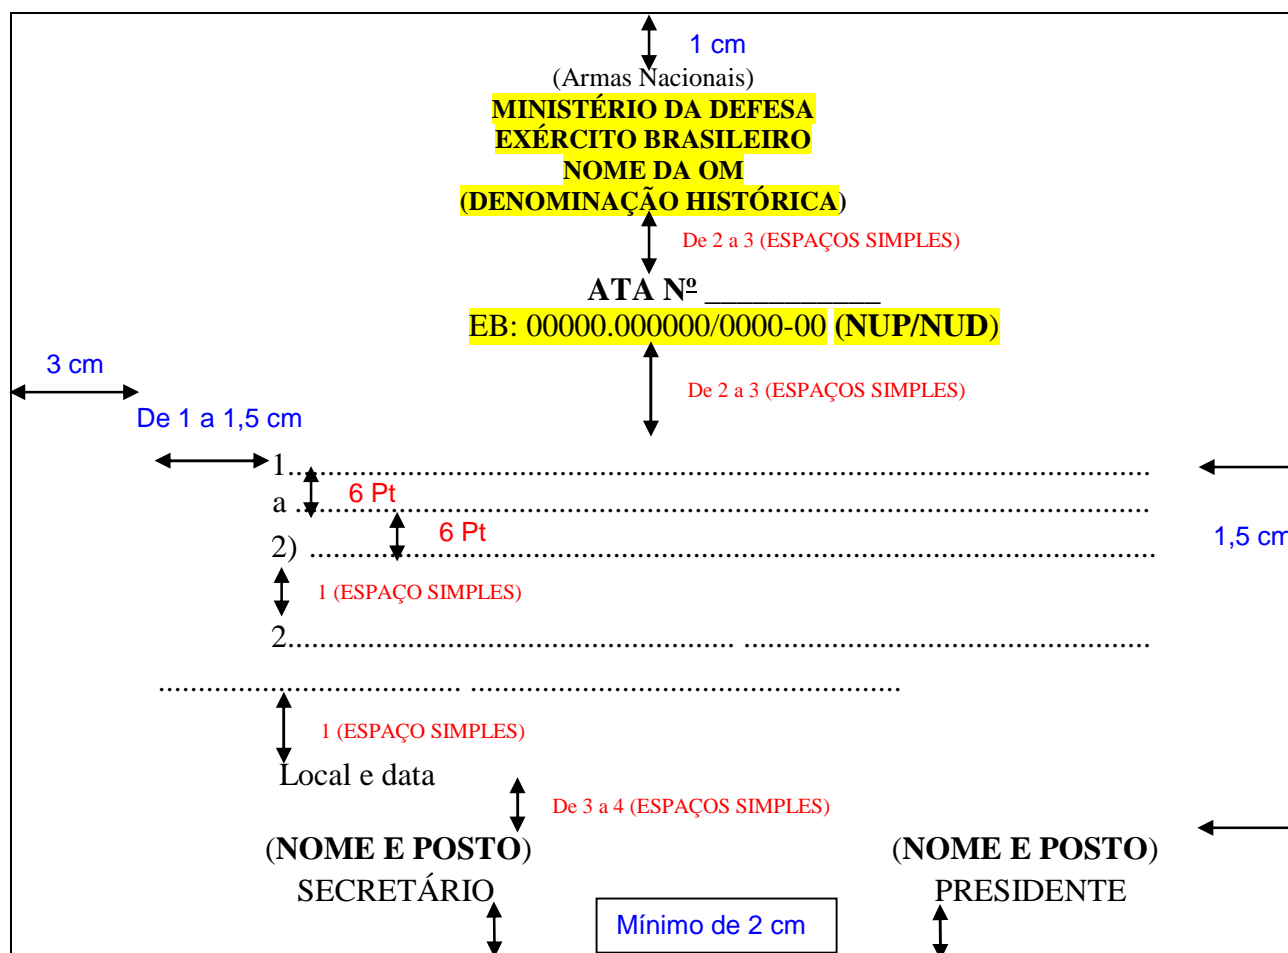 1 cm
(Armas Nacionais)
MINISTÉRIO DA DEFESA
EXÉRCITO BRASILEIRO
NOME DA OM
(DENOMINAÇÃO HISTÓRICA)
De 2 a 3 (ESPAÇOS SIMPLES)
ATA Nº ___________
EB: 00000.000000/0000-00 (NUP/NUD)
3 cm
De 2 a 3 (ESPAÇOS SIMPLES)
De 1 a 1,5 cm
1..............................................................................................................
a ..............................................................................................................
6 Pt
6 Pt
2) ..............................................................................................................
1,5 cm
1 (ESPAÇO SIMPLES)
2........................................................ ...................................................
...................................... ......................................................
1 (ESPAÇO SIMPLES)
Local e data
De 3 a 4 (ESPAÇOS SIMPLES)
(NOME E POSTO) (NOME E POSTO)
SECRETÁRIO PRESIDENTE
Mínimo de 2 cm